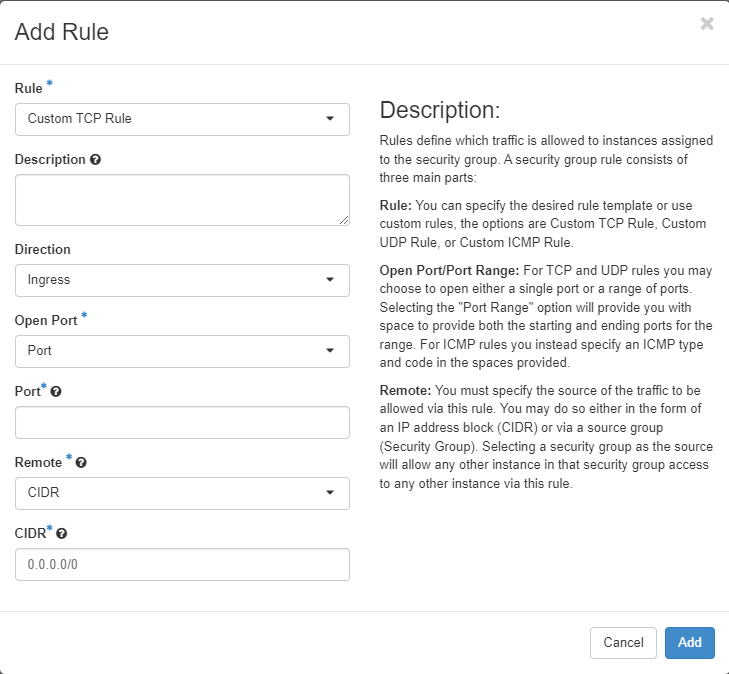 Add Rule
×
Rule *
Custom TCP Rule
Description ?
Direction
Ingress
Open Port *
Port
Port* ?
Remote * ?
CIDR
CIDR* ?
0.0.0.0/0
Description:
Rules define which traffic is allowed to instances assigned
to the security group. A security group rule consists of
three main parts:
Rule: You can specify the desired rule template or use
custom rules, the options are Custom TCP Rule, Custom
UDP Rule, or Custom ICMP Rule.
Open Port/Port Range: For TCP and UDP rules you may
choose to open either a single port or a range of ports.
Selecting the "Port Range" option will provide you with
space to provide both the starting and ending ports for the
range. For ICMP rules you instead specify an ICMP type
and code in the spaces provided.
Remote: You must specify the source of the traffic to be
allowed via this rule. You may do so either in the form of
an IP address block (CIDR) or via a source group
(Security Group). Selecting a security group as the source
will allow any other instance in that security group access
to any other instance via this rule.
Cancel
Add